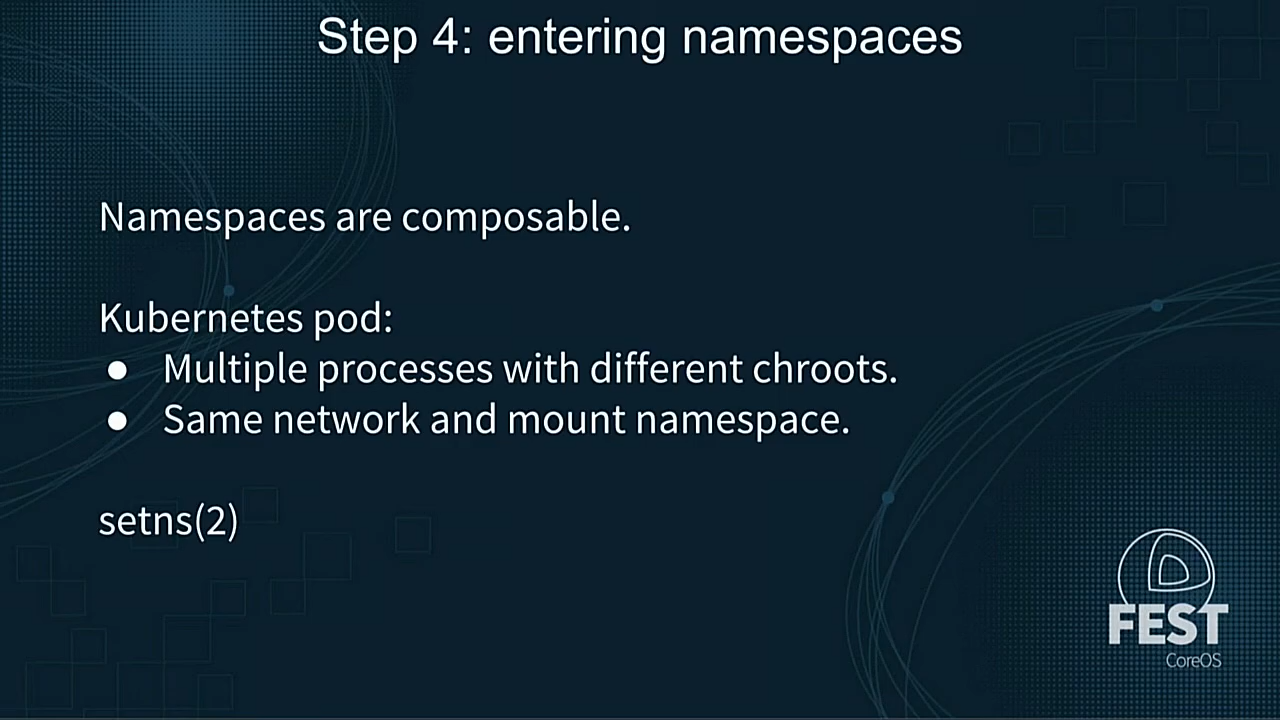 Step 4: entering namespaces
Namespaces are composable.
Kubernetes pod:
● Multiple processes with different chroots.
● Same network and mount namespace.
setns(2)
FEST
CoreOS